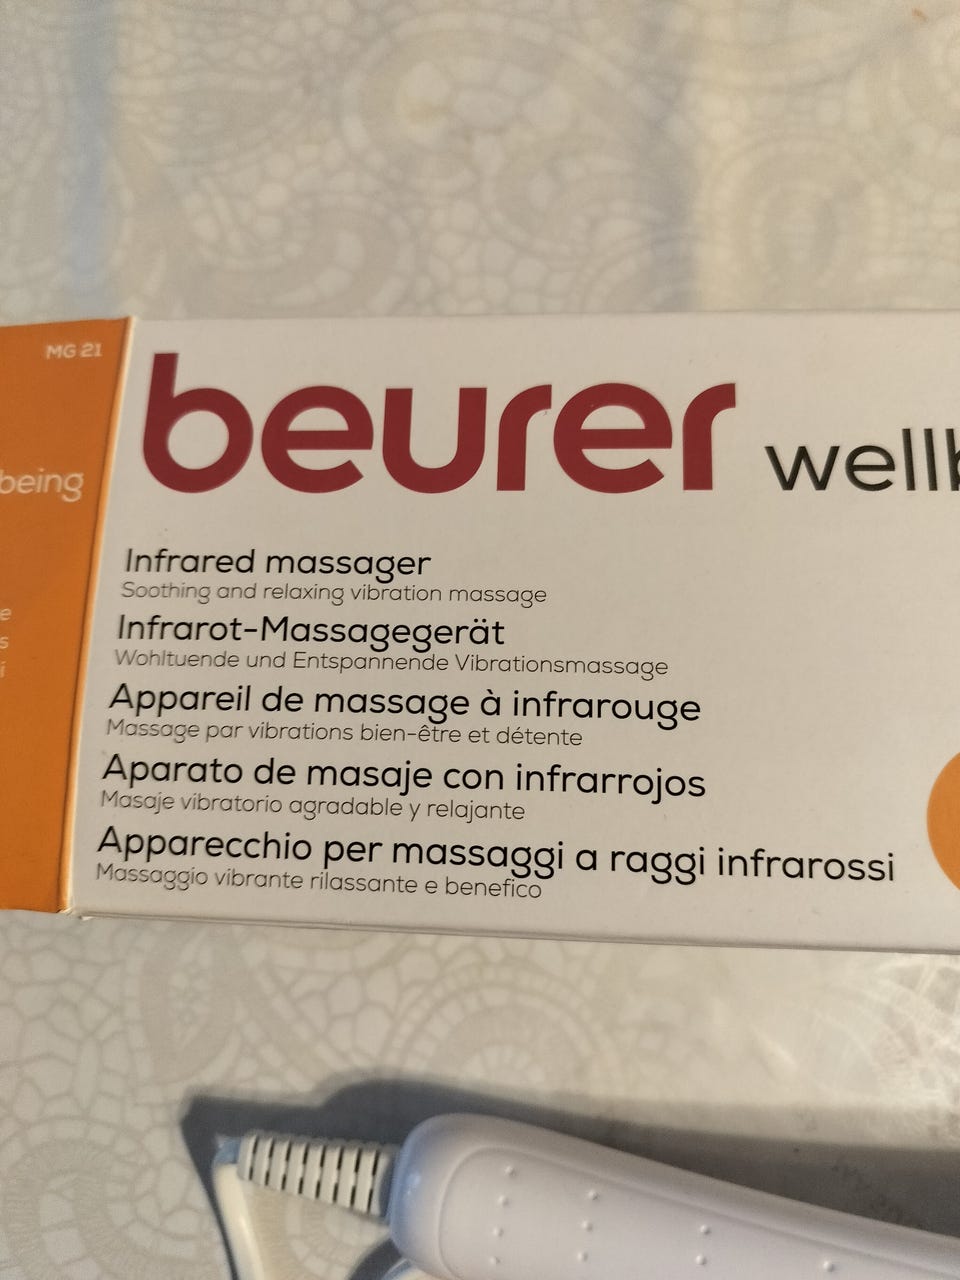 MG 21
being
e
s
i
beurer wellb
Infrared massager
Soothing and relaxing vibration massage
Infrarot-Massagegerät
Wohltuende und Entspannende Vibrationsmassage
Appareil de massage à infrarouge
Massage par vibrations bien-être et détente
Aparato de masaje con infrarrojos
Masaje vibratorio agradable y relajante
Apparecchio per massaggi a raggi infrarossi
Massaggio vibrante rilassante e benefico